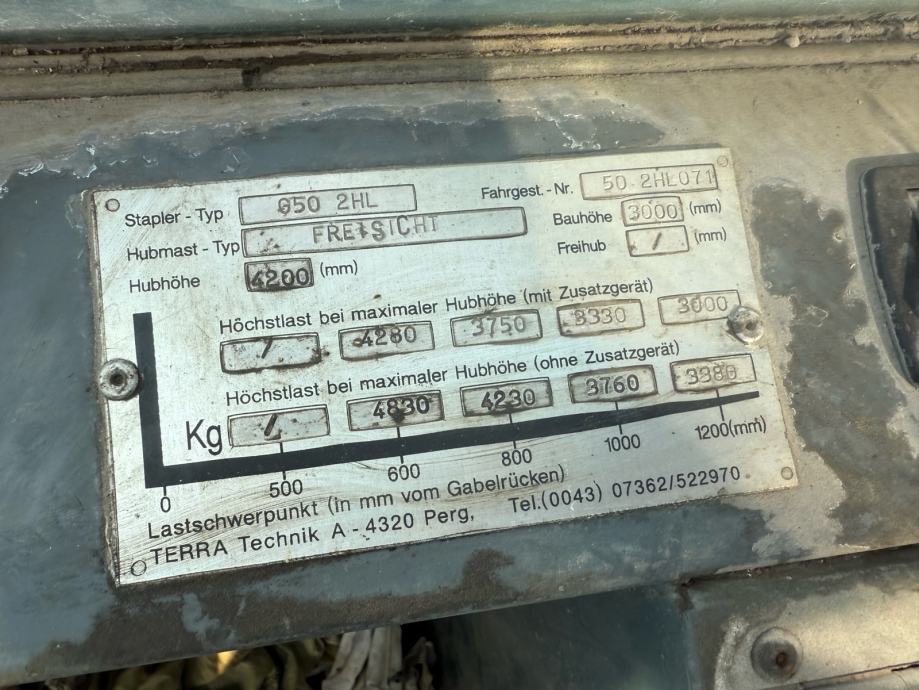 Stapler - Typ G50 2HL Fahrgest.- Nr. 50 2HL071
Hubmast - Typ FREISICHT Bauhöhe 3000 (mm)
Hubhöhe 4200 (mm) Freihub / (mm)
Höchstlast bei maximaler Hubhöhe (mit Zusatzgerät)
/ 4280 3750 3330 3000
Höchstlast bei maximaler Hubhöhe (ohne Zusatzgerät)
Kg / 4830 4230 3760 3380
0 500 600 800 1000 1200(mm)
Lastschwerpunkt (in mm vom Gabelrücken)
TERRA Technik A - 4320 Perg, Tel.(0043) 07362/522970